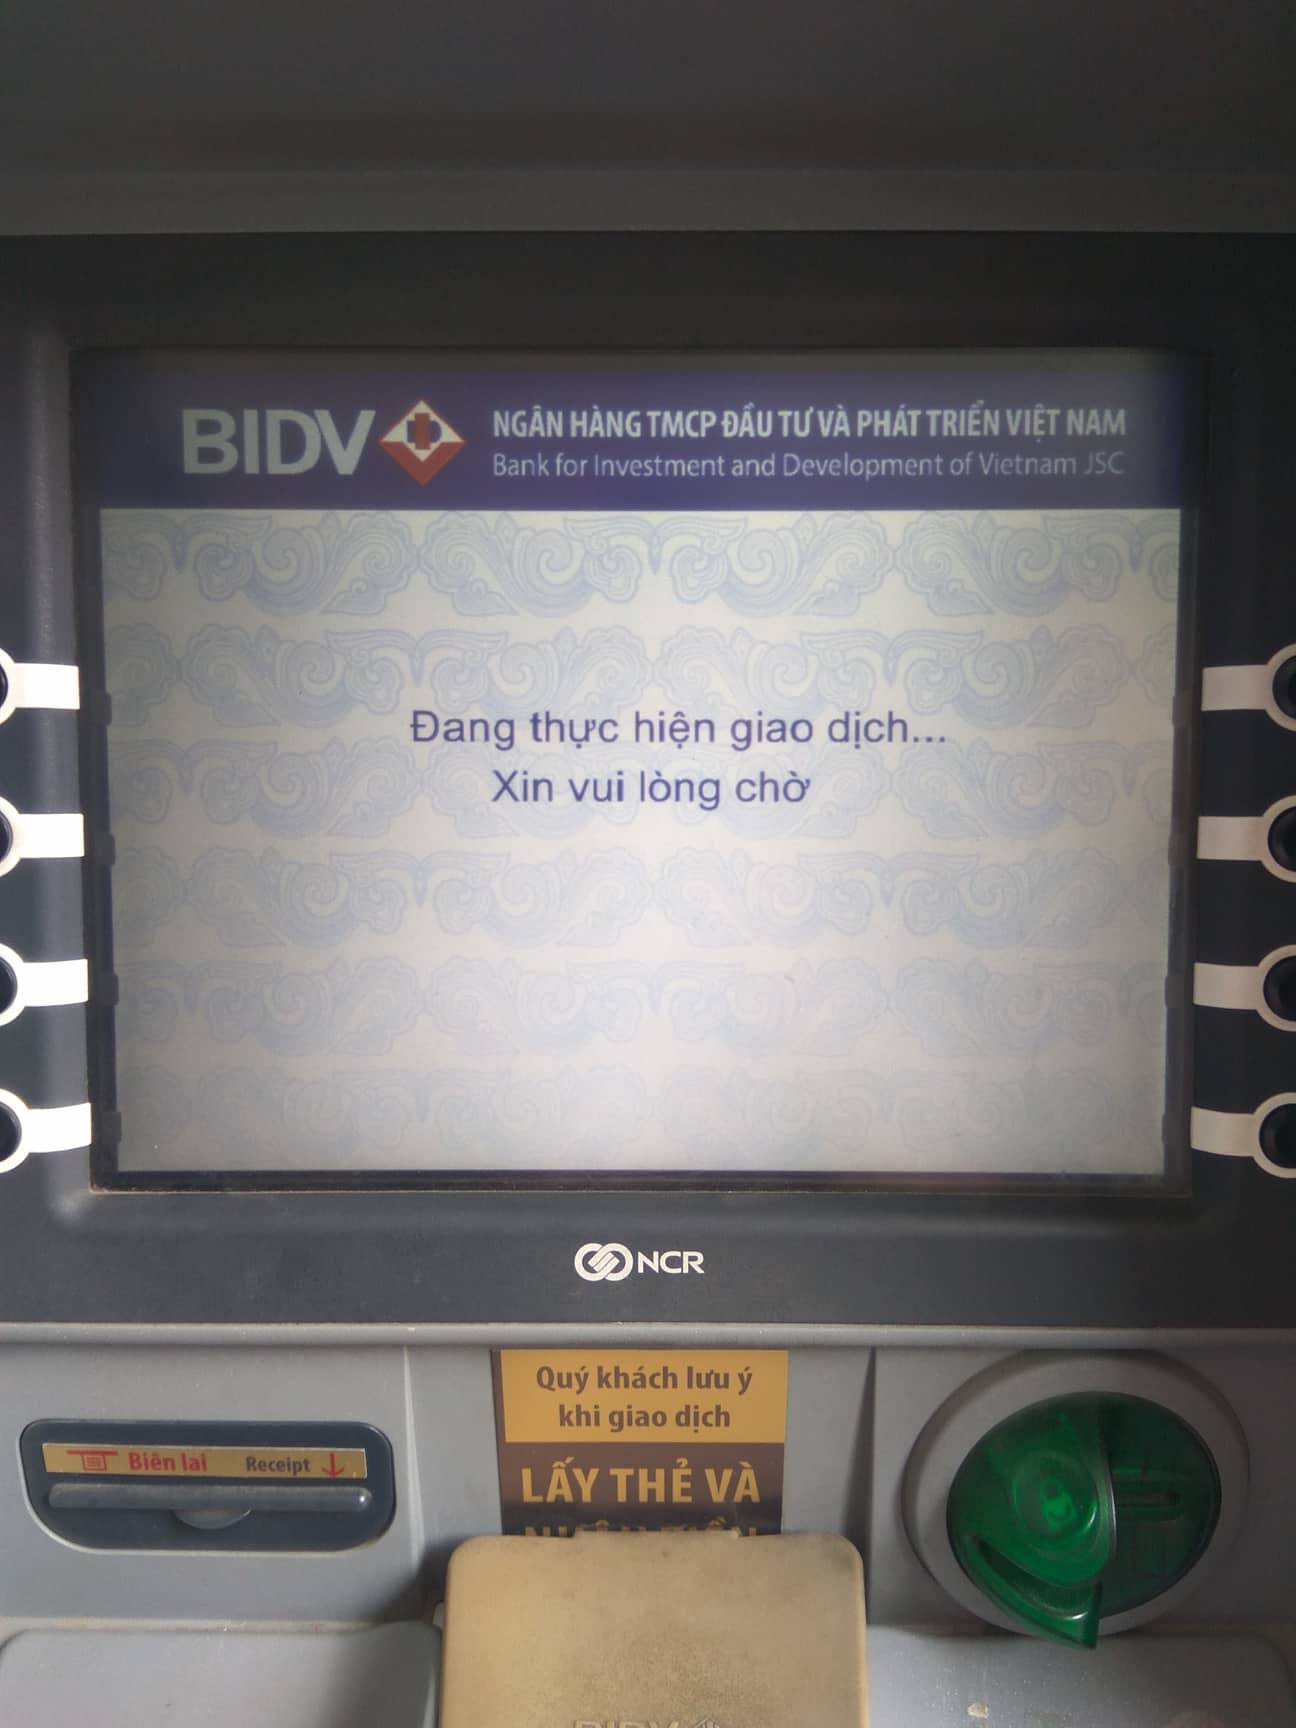 BIDV
NGÂN HÀNG TMCP ĐẦU TƯ VÀ PHÁT TRIỂN VIỆT NAM
Bank for Investment and Development of Vietnam JSC
Đang thực hiện giao dịch...
Xin vui lòng chờ
NCR
Quý khách lưu ý
khi giao dịch
LẤY THẺ VÀ
Biên lai Receipt
BIDV